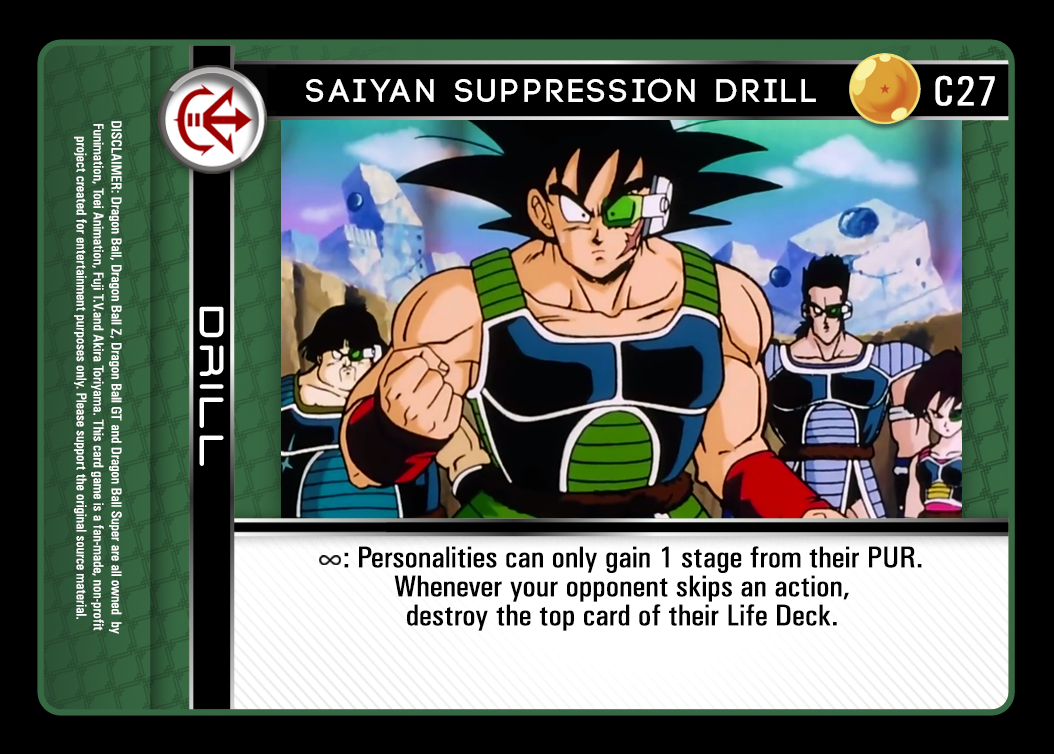 SAIYAN SUPPRESSION DRILL
C27
DRILL
∞: Personalities can only gain 1 stage from their PUR.
Whenever your opponent skips an action,
destroy the top card of their Life Deck.
DISCLAIMER: Dragon Ball, Dragon Ball Z, Dragon Ball GT and Dragon Ball Super are all owned by
Funimation, Toei Animation, Fuji T.V.and Akira Toriyama. This card game is a fan-made, non-profit
project created for entertainment purposes only. Please support the original source material.